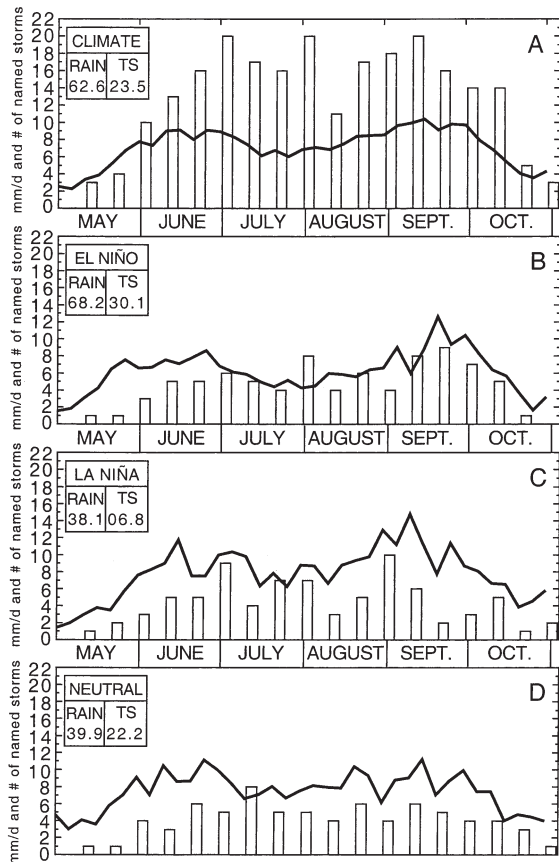 mm/d and # of named storms
22
20
18
16
14
12
10
8
6
4
2
0
CLIMATE
RAIN TS
62.6 23.5
A
MAY JUNE JULY AUGUST SEPT. OCT.
mm/d and # of named storms
22
20
18
16
14
12
10
8
6
4
2
0
EL NIÑO
RAIN TS
68.2 30.1
B
MAY JUNE JULY AUGUST SEPT. OCT.
mm/d and # of named storms
22
20
18
16
14
12
10
8
6
4
2
0
LA NIÑA
RAIN TS
38.1 06.8
C
MAY JUNE JULY AUGUST SEPT. OCT.
mm/d and # of named storms
22
20
18
16
14
12
10
8
6
4
2
0
NEUTRAL
RAIN TS
39.9 22.2
D